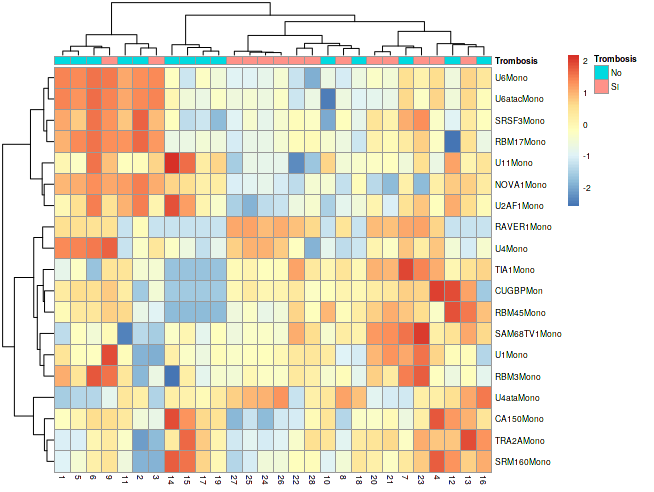 Trombosis
U6Mono
U6atacMono
SRSF3Mono
RBM17Mono
U11Mono
NOVA1Mono
U2AF1Mono
RAVER1Mono
U4Mono
TIA1Mono
CUGBPMon
RBM45Mono
SAM68TV1Mono
U1Mono
RBM3Mono
U4ataMono
CA150Mono
TRA2AMono
SRM160Mono
1 5 6 9 11 2 3 14 15 17 19 27 25 24 26 22 28 10 8 18 20 21 7 23 4 12 13 16
2
1
0
-1
-2
Trombosis
No
SI